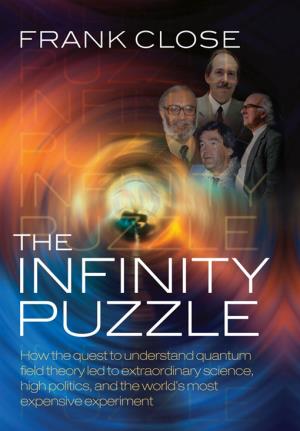 FRANK CLOSE
THE
INFINITY
PUZZLE
How the quest to understand quantum
field theory led to extraordinary science,
high politics, and the world's most
expensive experiment